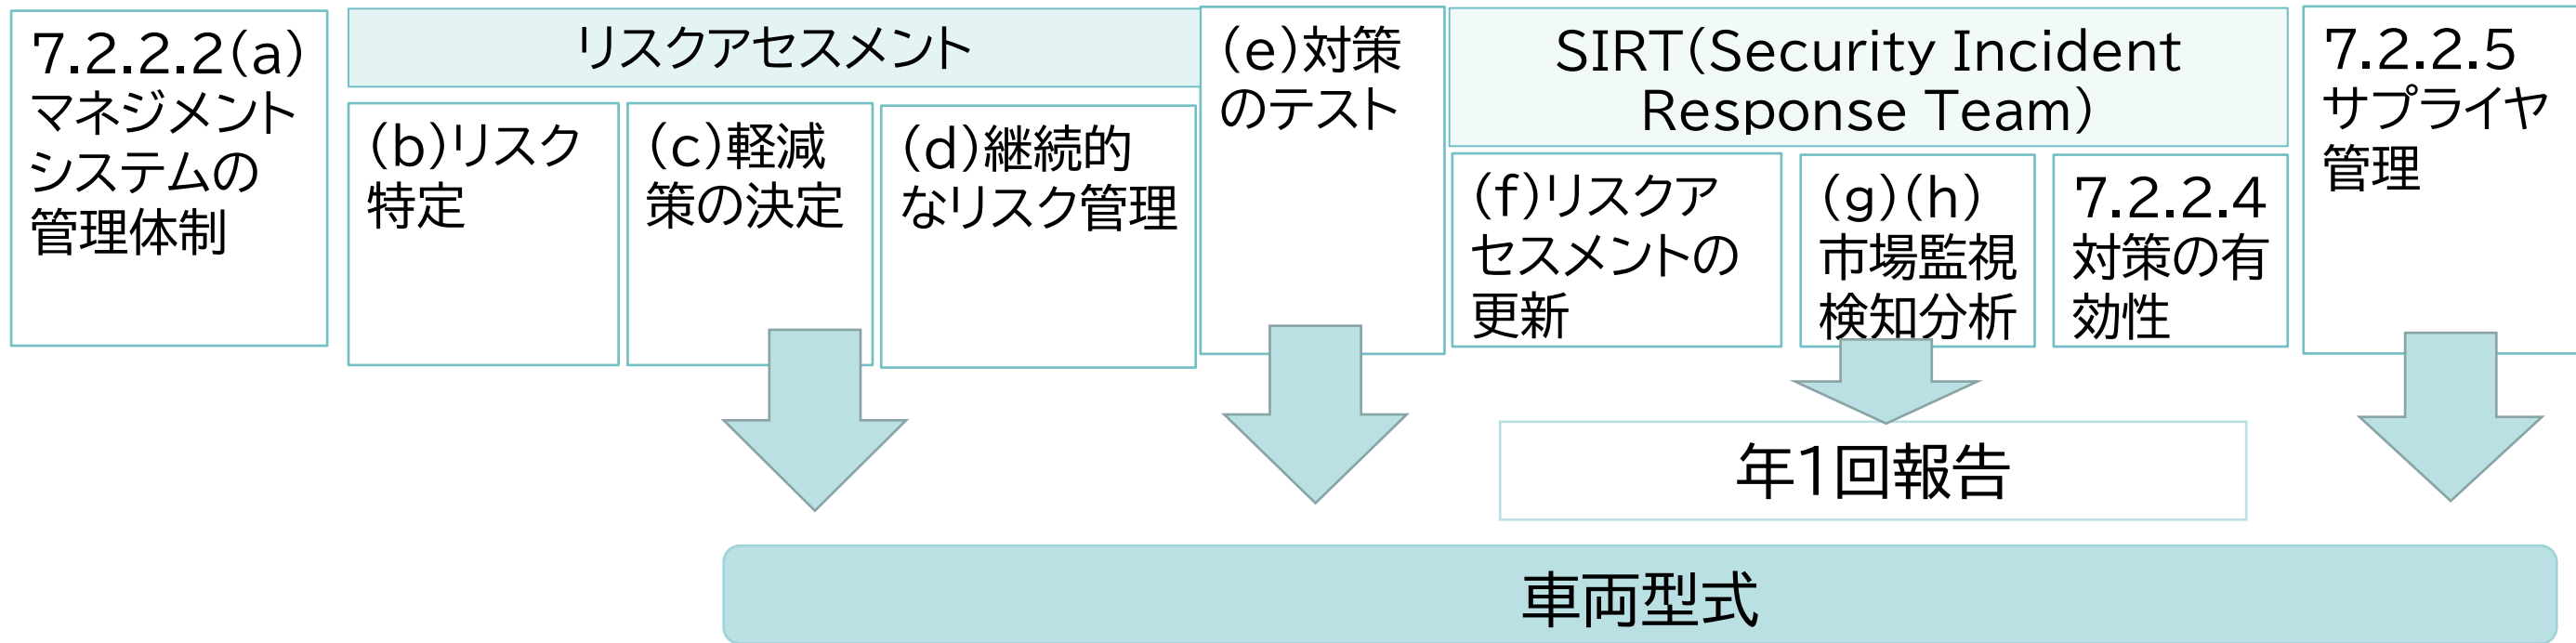 7.2.2.2(a)
マネジメント
システムの
管理体制
リスクアセスメント
(b)リスク
特定
(c)軽減
策の決定
(d)継続的
なリスク管理
(e)対策
のテスト
SIRT(Security Incident
Response Team)
(f)リスクア
セスメントの
更新
(g)(h)
市場監視
検知分析
7.2.2.4
対策の有
効性
7.2.2.5
サプライヤ
管理
年1回報告
車両型式